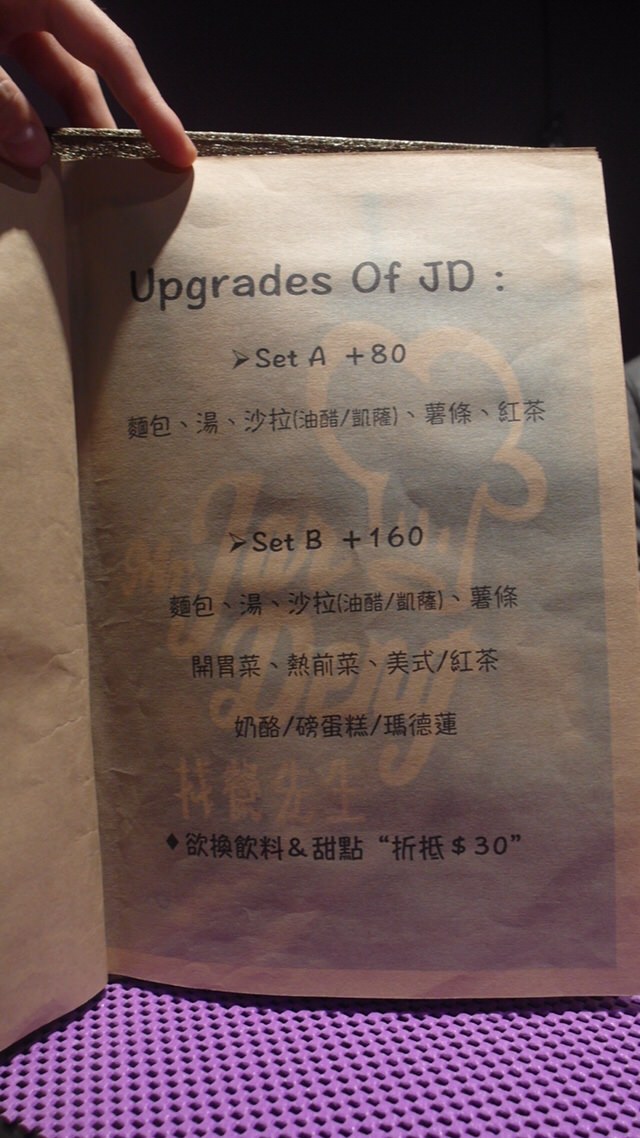 Upgrades Of JD :
➢Set A +80
麵包、湯、沙拉(油醋/凱薩)、薯條、紅茶
➢Set B +160
麵包、湯、沙拉(油醋/凱薩)、薯條
開胃菜、熱前菜、美式/紅茶
奶酪/磅蛋糕/瑪德蓮
♦欲換飲料&甜點“折抵$30”